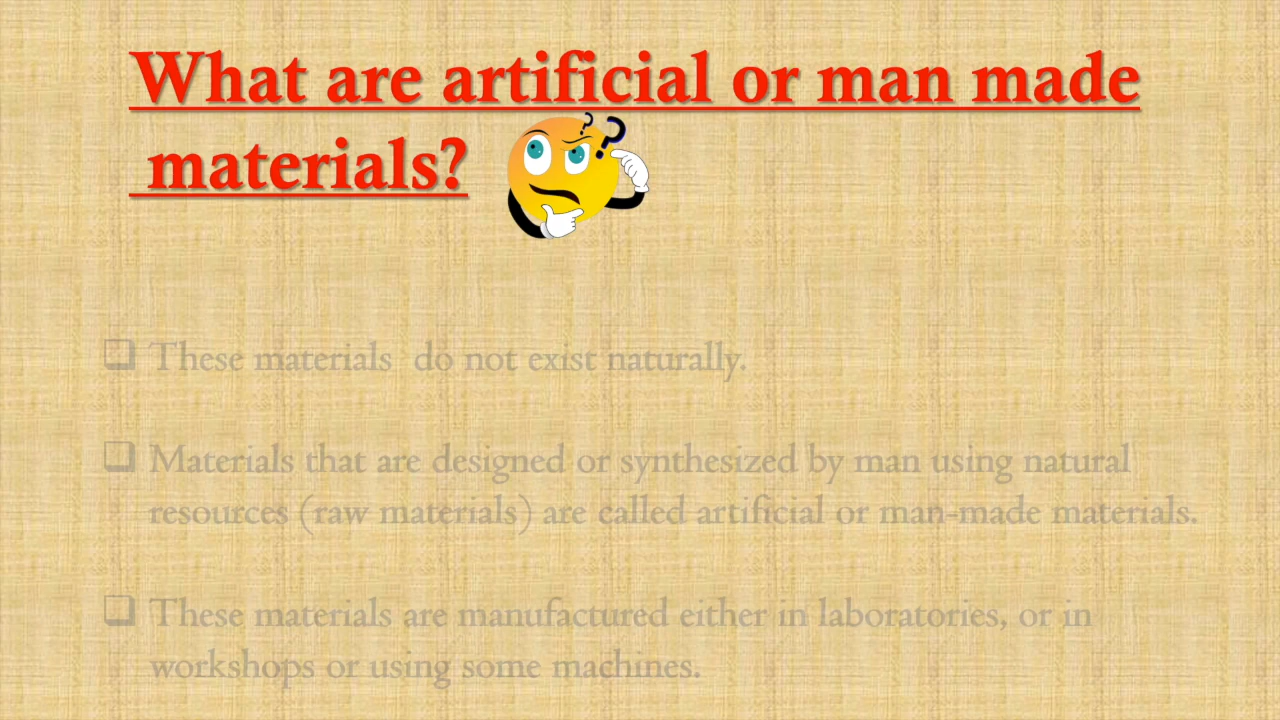 What are artificial or man made
materials?
? ?
❑ These materials do not exist naturally.
❑ Materials that are designed or synthesized by man using natural
resources (raw materials) are called artificial or man-made materials.
❑ These materials are manufactured either in laboratories, or in
workshops or using some machines.